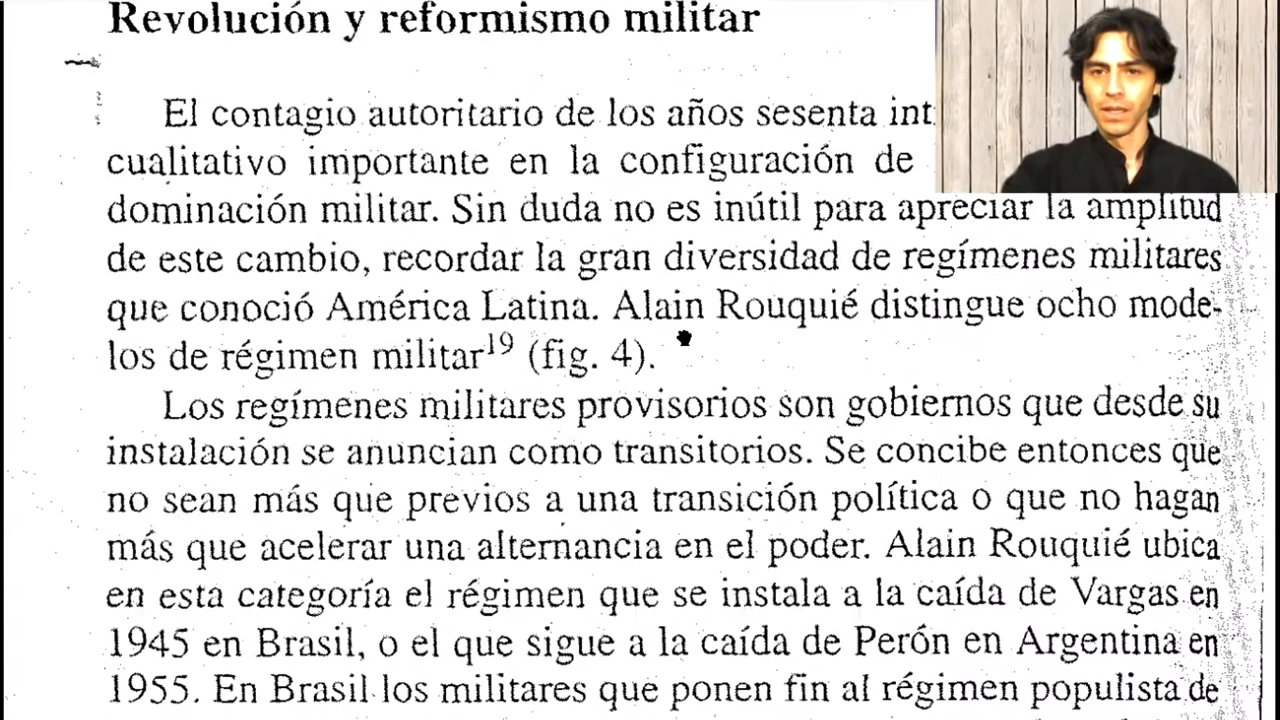 Revolución y reformismo militar
El contagio autoritario de los años sesenta
cualitativo importante en la configuración de
dominación militar. Sin duda no es inútil para apreciar la amplitud
de este cambio, recordar la gran diversidad de regímenes militares
que conoció América Latina. Alain Rouquié distingue ocho mode-
los de régimen militar19 (fig. 4).
Los regímenes militares provisorios son gobiernos que desde su
instalación se anuncian como transitorios. Se concibe entonces que
no sean más que previos a una transición política o que no hagan
más que acelerar una alternancia en el poder. Alain Rouquié ubica
en esta categoría el régimen que se instala a la caída de Vargas en
1945 en Brasil, o el que sigue a la caída de Perón en Argentina en
1955. En Brasil los militares que ponen fin al régimen populista de